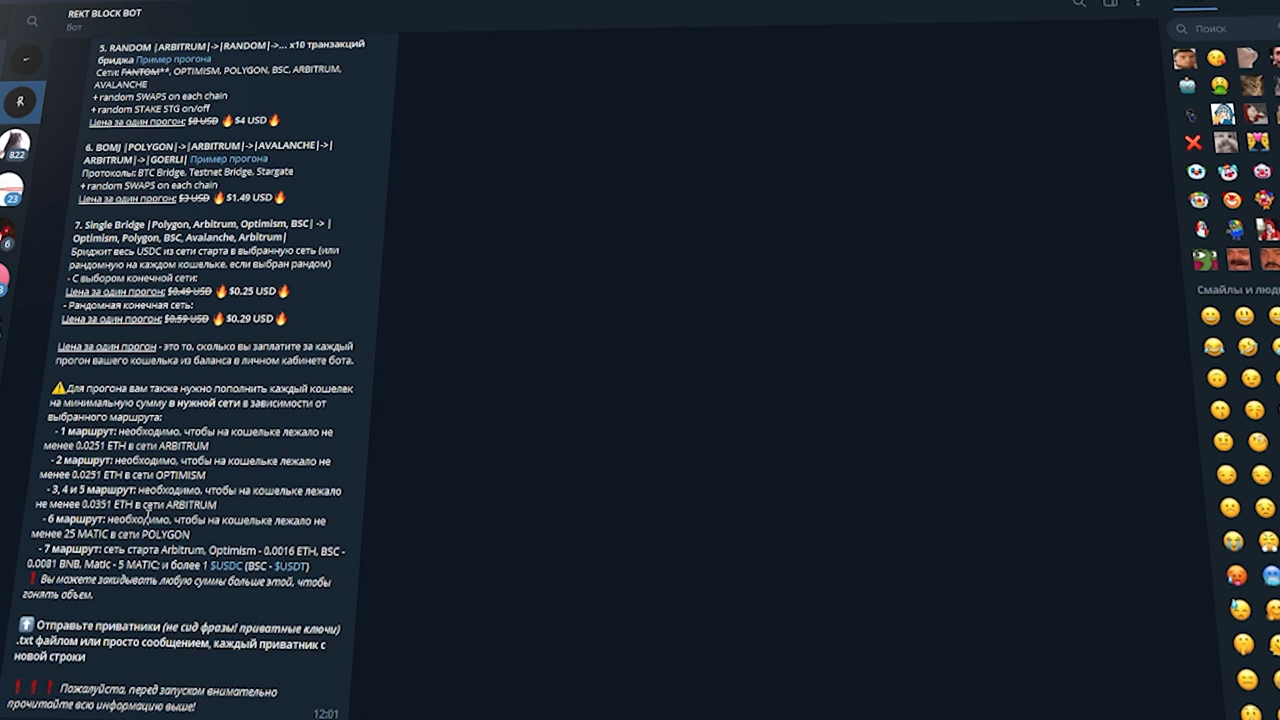 REKT BLOCK BOT
бот
Поиск
5. RANDOM |ARBITRUM|->|RANDOM|->... x10 транзакций
бриджа Пример прогона
Сети: FANTOM**, OPTIMISM, POLYGON, BSC, ARBITRUM,
AVALANCHE
+ random SWAPS on each chain
+ random STAKE STG on/off
Цена за один прогон: $8 USD 🔥$4 USD🔥
6. BOMJ |POLYGON|->|ARBITRUM|->|AVALANCHE|->|
ARBITRUM|->|GOERLI| Пример прогона
Протоколы: BTC Bridge, Testnet Bridge, Stargate
+ random SWAPS on each chain
Цена за один прогон: $3 USD 🔥$1.49 USD🔥
7. Single Bridge |Polygon, Arbitrum, Optimism, BSC| -> |
Optimism, Polygon, BSC, Avalanche, Arbitrum|
Бриджит весь USDC из сети старта в выбранную сеть (или
рандомную на каждом кошельке, если выбран рандом)
- С выбором конечной сети:
Цена за один прогон: $0.49 USD 🔥$0.25 USD🔥
- Рандомная конечная сеть:
Цена за один прогон: $0.59 USD 🔥$0.29 USD🔥
Цена за один прогон - это то, сколько вы заплатите за каждый
прогон вашего кошелька из баланса в личном кабинете бота.
⚠️Для прогона вам также нужно пополнить каждый кошелек
на минимальную сумму в нужной сети в зависимости от
выбранного маршрута:
- 1 маршрут: необходимо, чтобы на кошельке лежало не
менее 0.0251 ETH в сети ARBITRUM
- 2 маршрут: необходимо, чтобы на кошельке лежало не
менее 0.0251 ETH в сети OPTIMISM
- 3, 4 и 5 маршрут: необходимо, чтобы на кошельке лежало
не менее 0.0351 ETH в сети ARBITRUM
- 6 маршрут: необходимо, чтобы на кошельке лежало не
менее 25 MATIC в сети POLYGON
- 7 маршрут: сеть старта Arbitrum, Optimism - 0.0016 ETH, BSC -
0.0081 BNB, Matic - 5 MATIC; и более 1 $USDC (BSC - $USDT)
❗Вы можете закидывать любую суммы больше этой, чтобы
гонять объем.
⬆️Отправьте приватники (не сид фразы! приватные ключи)
.txt файлом или просто сообщением, каждый приватник с
новой строки
❗❗❗ Пожалуйста, перед запуском внимательно
прочитайте всю информацию выше!
12:01
822
23
6
Смайлы и люд